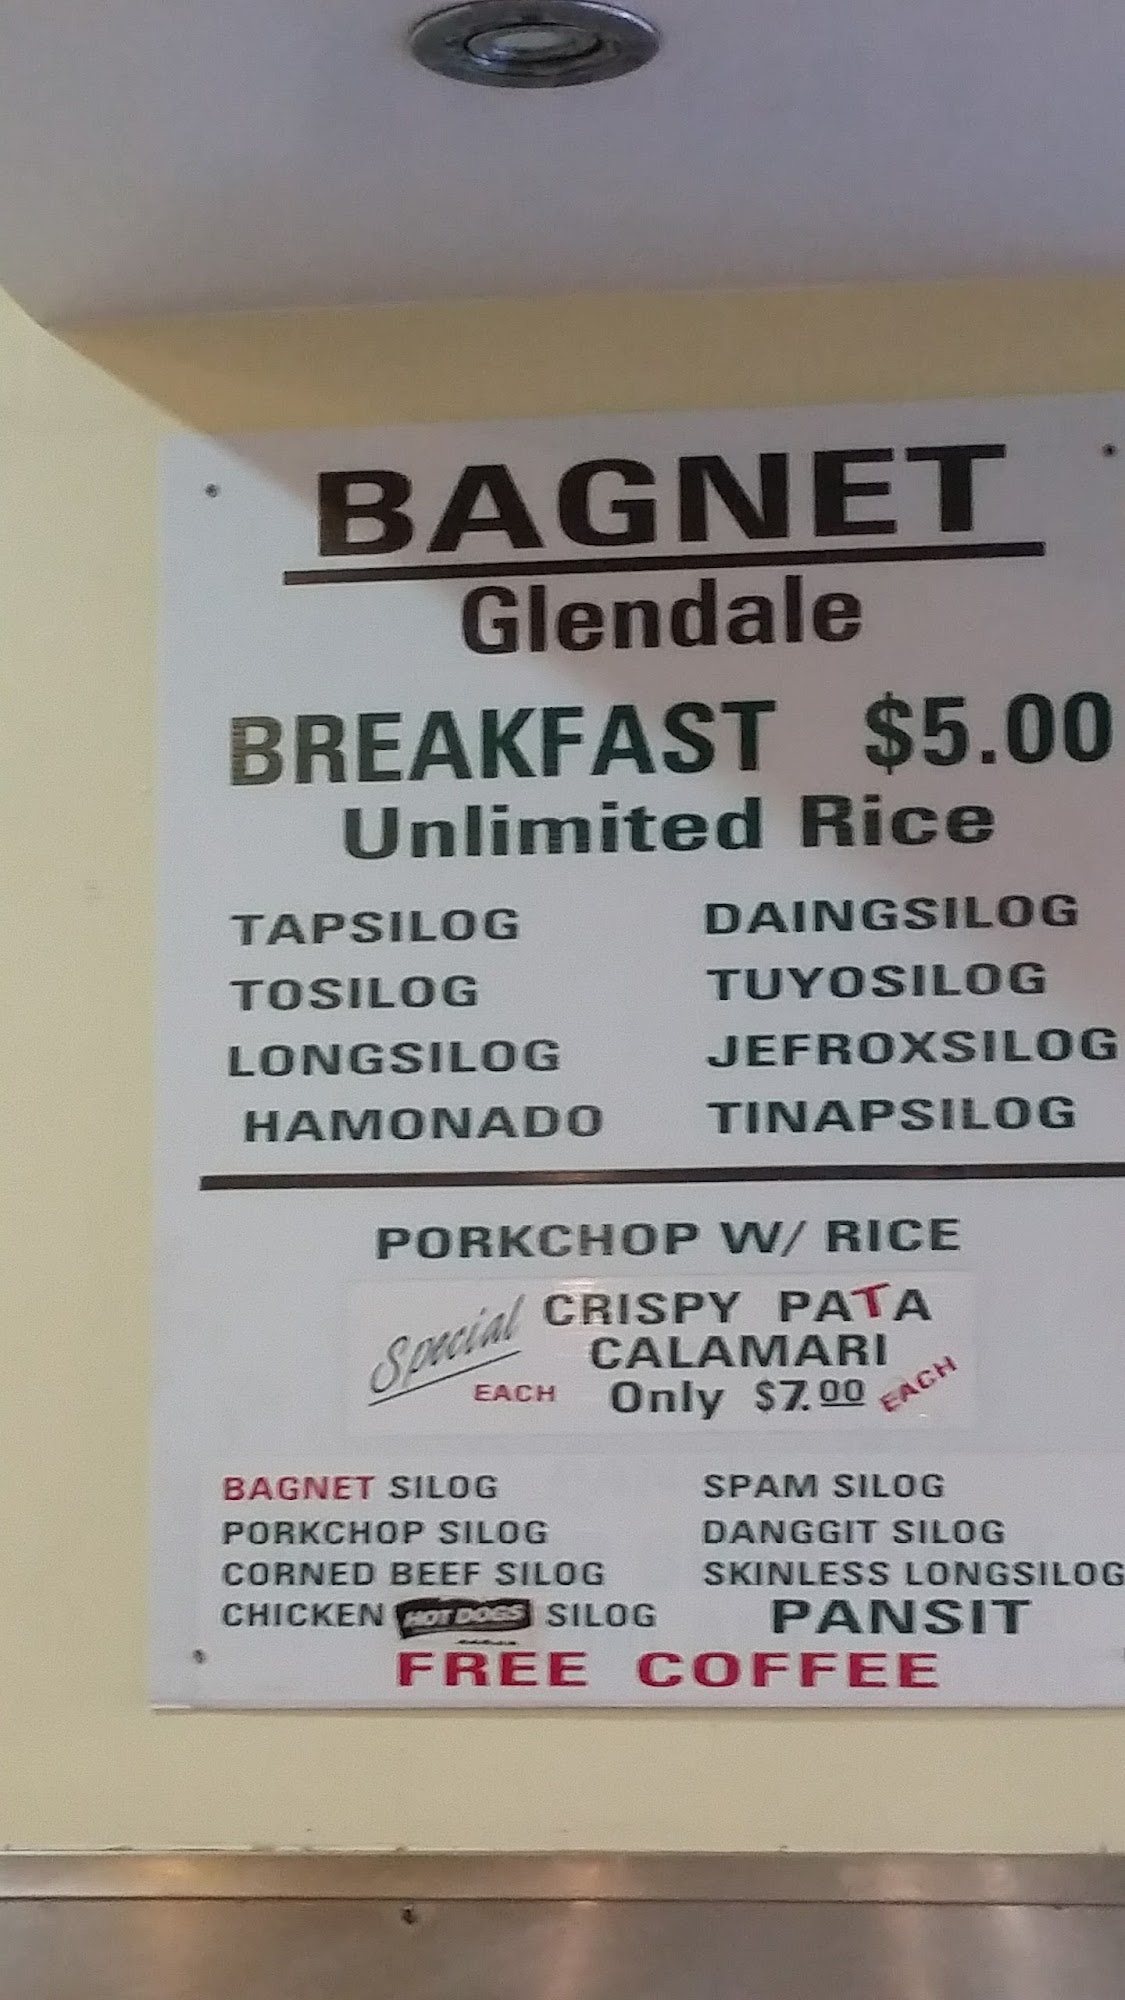 BAGNET
Glendale
BREAKFAST $5.00
Unlimited Rice
TAPSILOG DAINGSILOG
TOSILOG TUYOSILOG
LONGSILOG JEFROXSILOG
HAMONADO TINAPSILOG
PORKCHOP W/ RICE
Special CRISPY PATA
CALAMARI
EACH Only $7.00 EACH
BAGNET SILOG SPAM SILOG
PORKCHOP SILOG DANGGIT SILOG
CORNED BEEF SILOG SKINLESS LONGSILOG
CHICKEN HOT DOGS SILOG PANSIT
FREE COFFEE